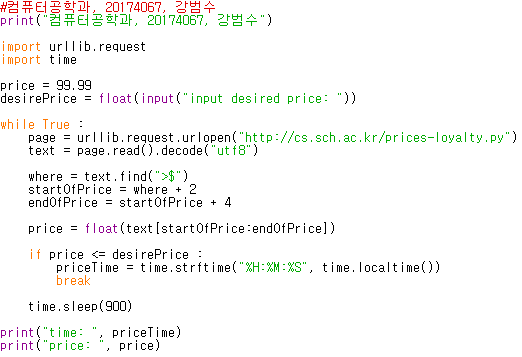 #컴퓨터공학과, 20174067, 강범수
print("컴퓨터공학과, 20174067, 강범수")
import urllib.request
import time
price = 99.99
desirePrice = float(input("input desired price: "))
while True :
    page = urllib.request.urlopen("http://cs.sch.ac.kr/prices-loyalty.py")
    text = page.read().decode("utf8")
    where = text.find(">$")
    startOfPrice = where + 2
    endOfPrice = startOfPrice + 4
    price = float(text[startOfPrice:endOfPrice])
    if price <= desirePrice :
        priceTime = time.strftime("%H:%M:%S", time.localtime())
        break
    time.sleep(900)
print("time: ", priceTime)
print("price: ", price)